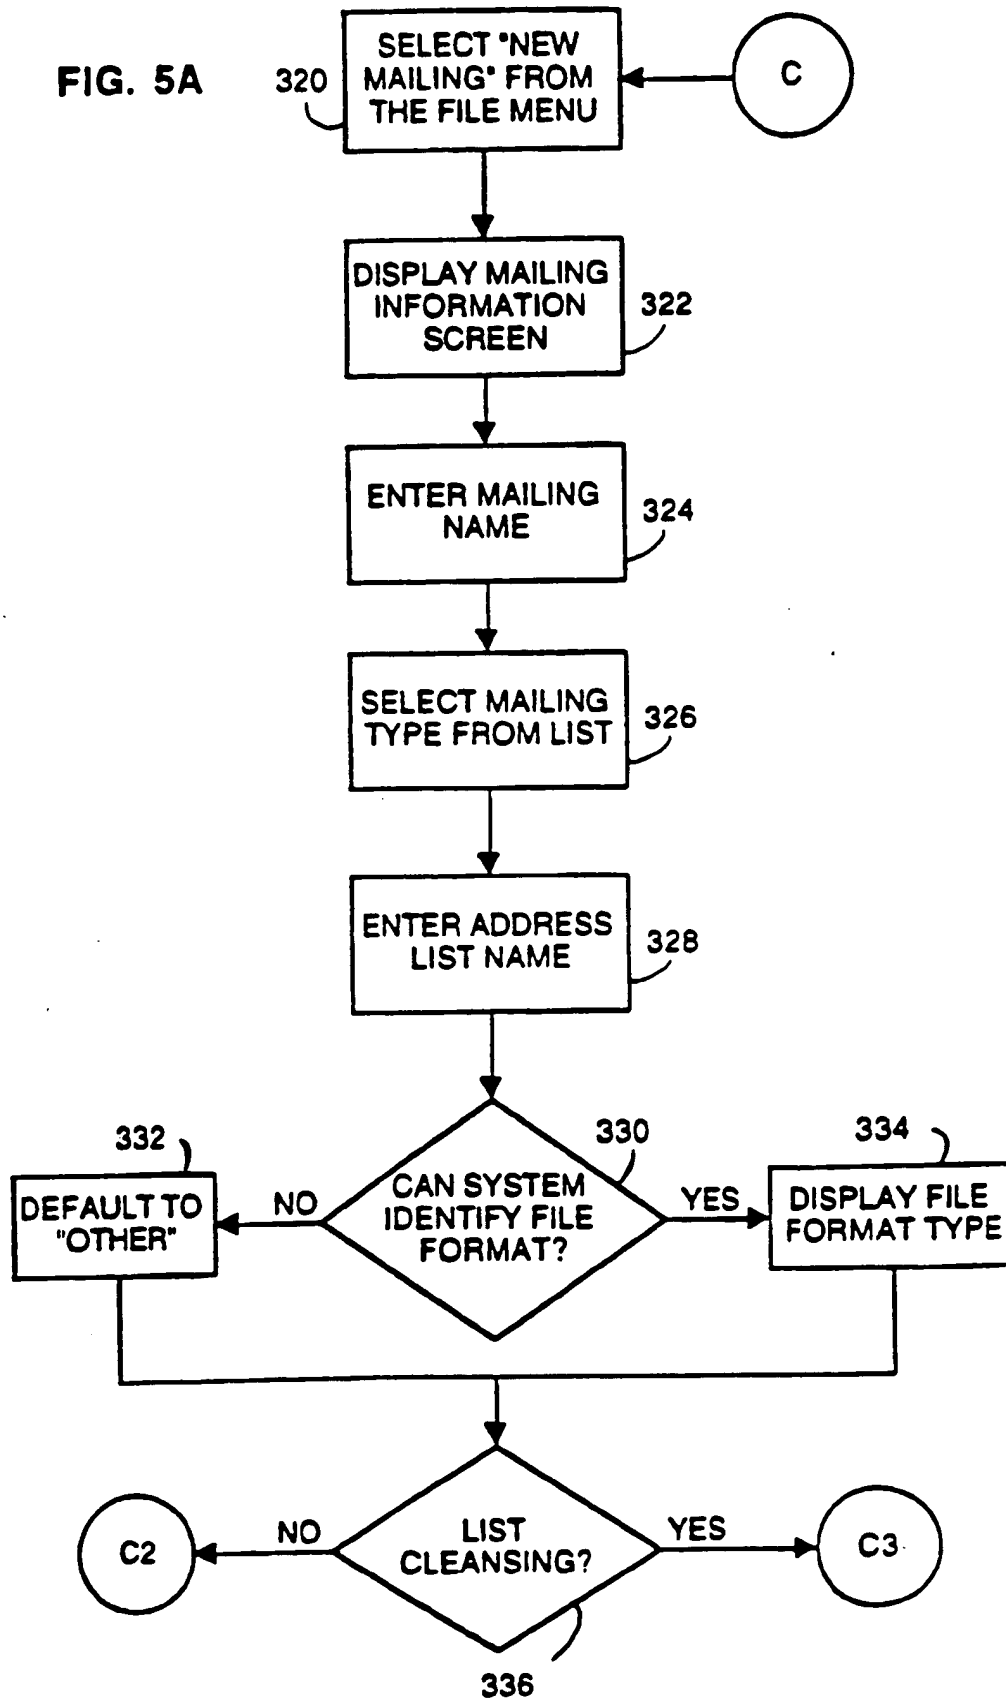 FIG. 5A
SELECT "NEW
MAILING" FROM
THE FILE MENU
320
C
DISPLAY MAILING
INFORMATION
SCREEN
322
ENTER MAILING
NAME
324
SELECT MAILING
TYPE FROM LIST
326
ENTER ADDRESS
LIST NAME
328
332
DEFAULT TO
"OTHER"
NO
330
CAN SYSTEM
IDENTIFY FILE
FORMAT?
YES
334
DISPLAY FILE
FORMAT TYPE
C2
NO
LIST
CLEANSING?
YES
C3
336